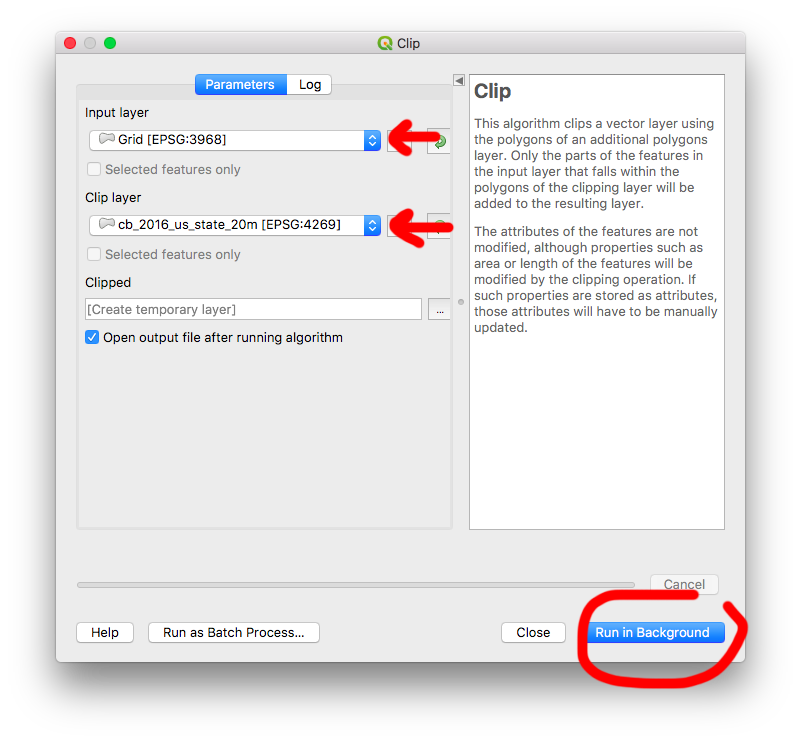 Clip
Parameters
Log
Input layer
Grid [EPSG:3968]
Selected features only
Clip layer
cb_2016_us_state_20m [EPSG:4269]
Selected features only
Clipped
[Create temporary layer]
...
Open output file after running algorithm
Clip
This algorithm clips a vector layer using
the polygons of an additional polygons
layer. Only the parts of the features in
the input layer that falls within the
polygons of the clipping layer will be
added to the resulting layer.
The attributes of the features are not
modified, although properties such as
area or length of the features will be
modified by the clipping operation. If
such properties are stored as attributes,
those attributes will have to be manually
updated.
Cancel
Help
Run as Batch Process...
Close
Run in Background